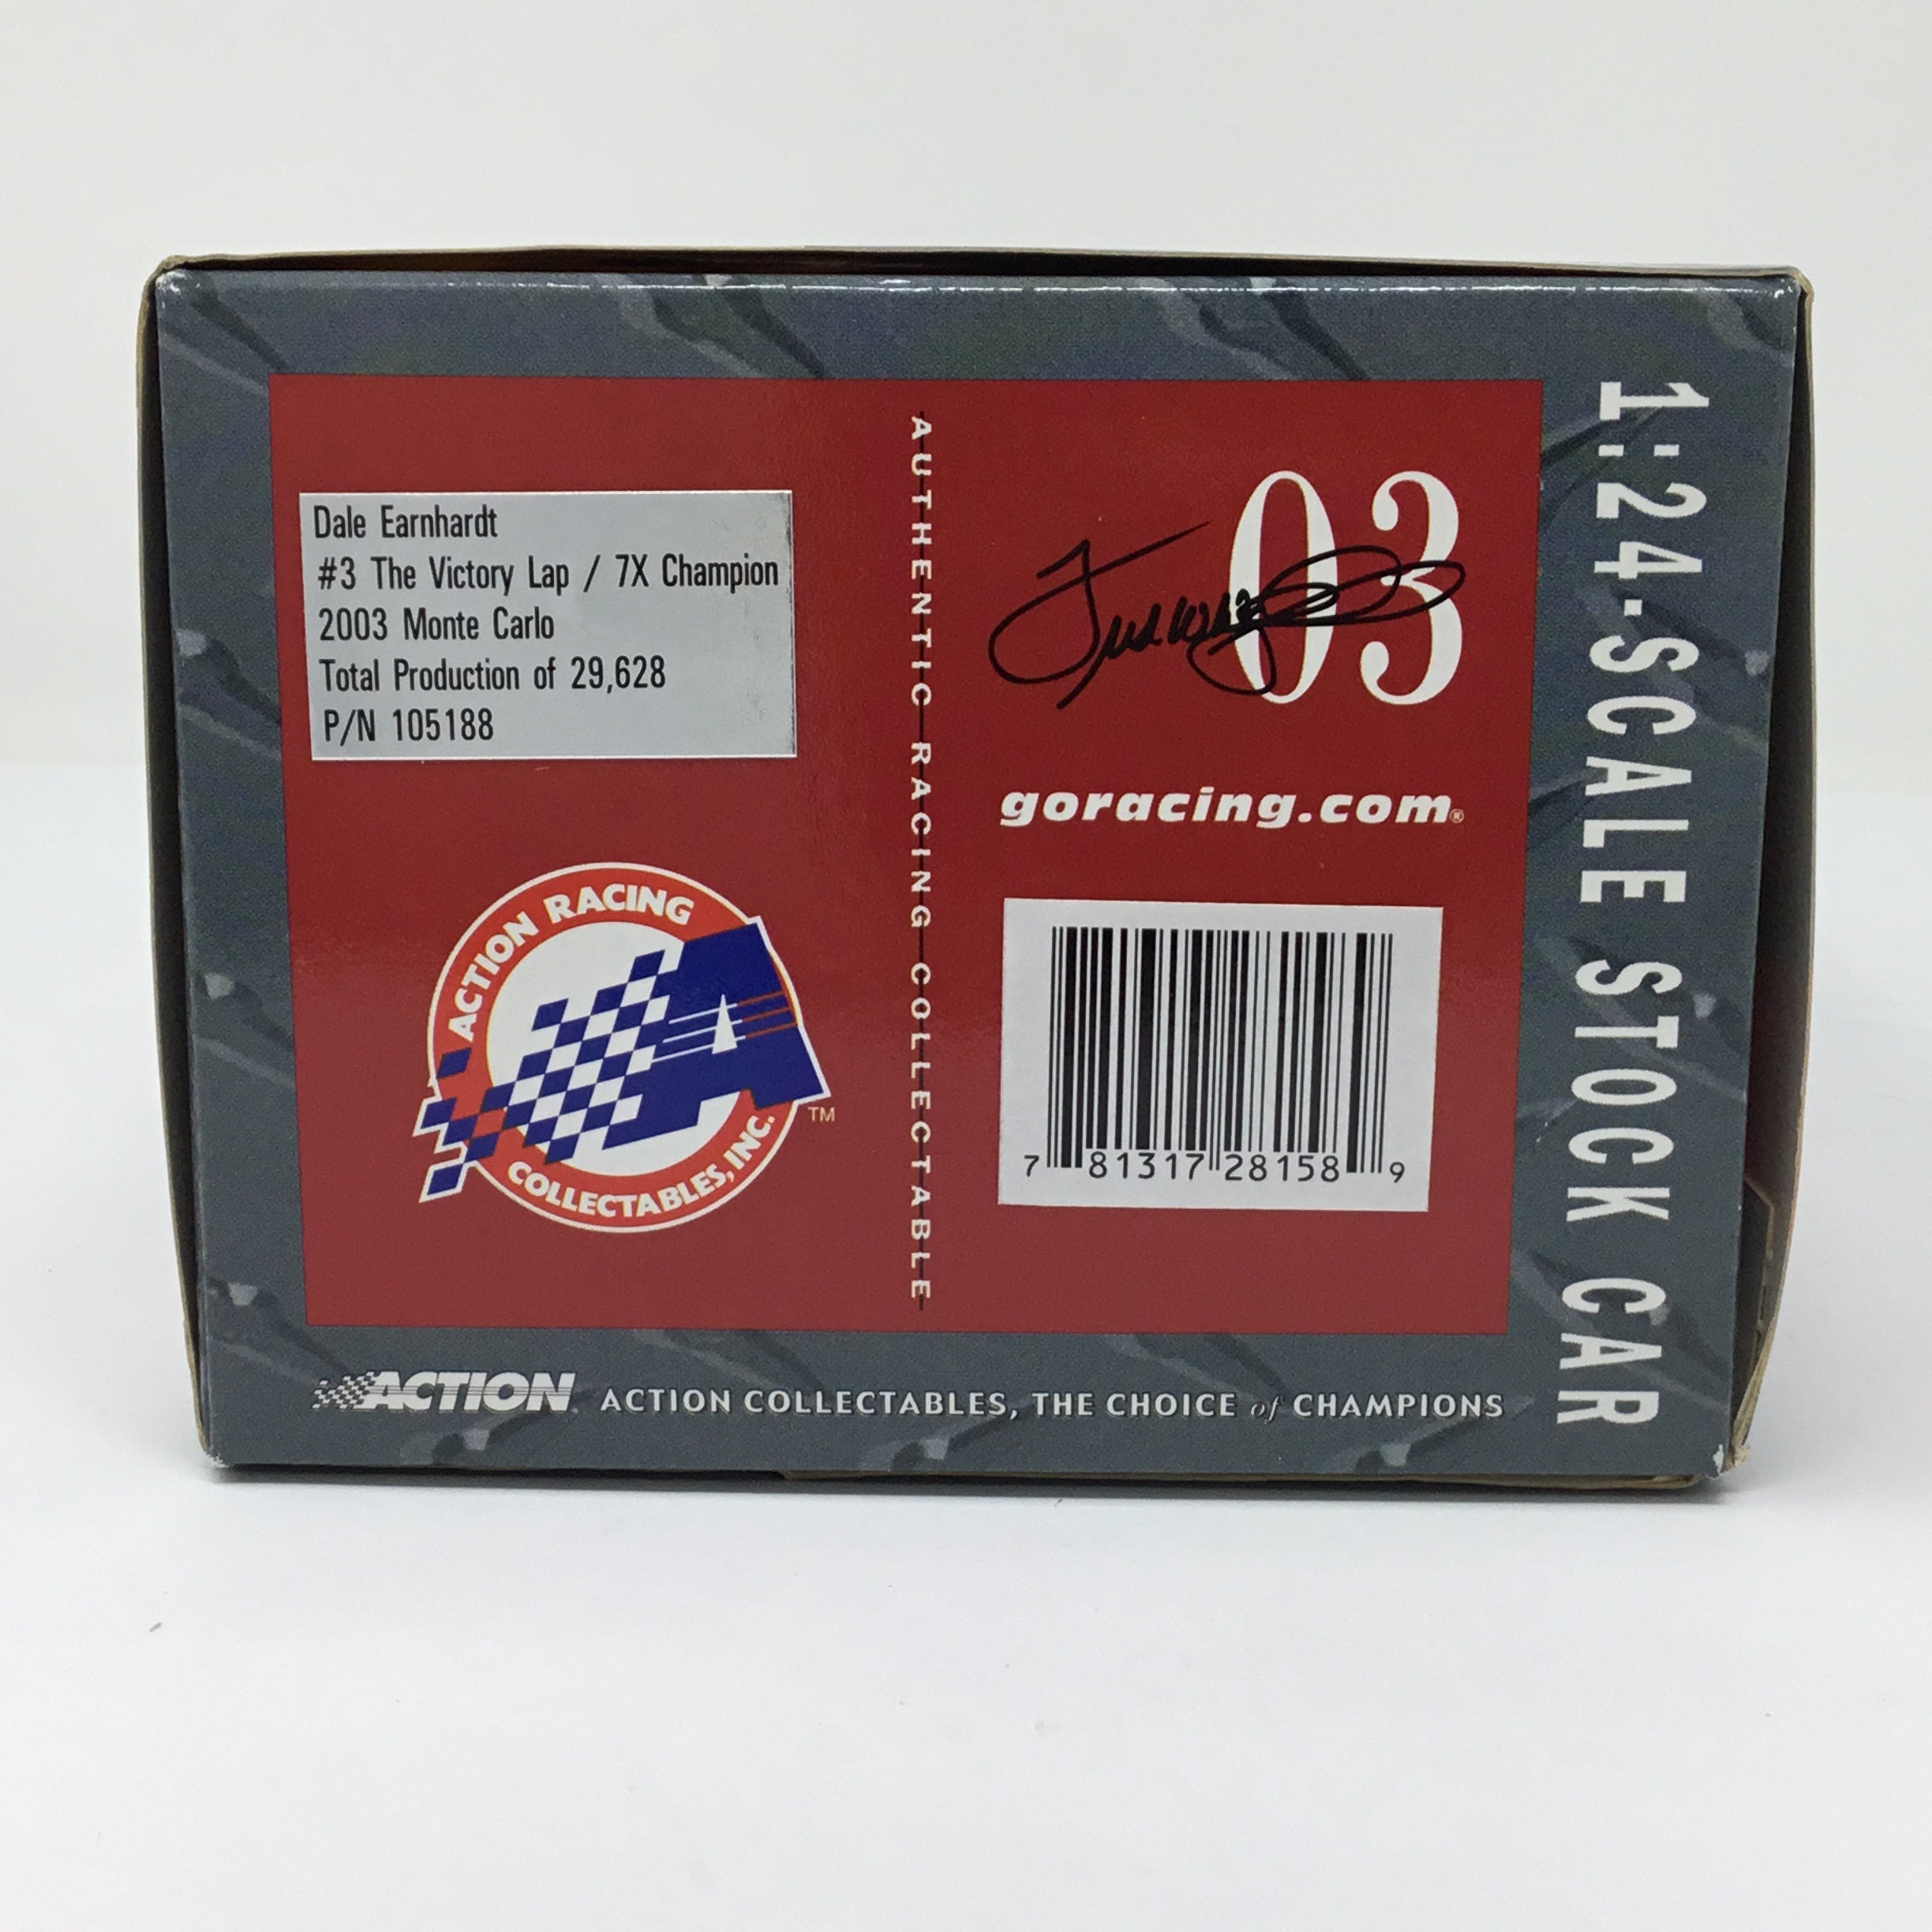 Dale Earnhardt
#3 The Victory Lap / 7X Champion
2003 Monte Carlo
Total Production of 29,628
P/N 105188
ACTION RACING
COLLECTABLES, INC.
TM
AUTHENTIC RACING COLLECTABLE
03
goracing.com®
7 81317 28158 9
1:24-SCALE STOCK CAR
ACTION
ACTION COLLECTABLES, THE CHOICE of CHAMPIONS